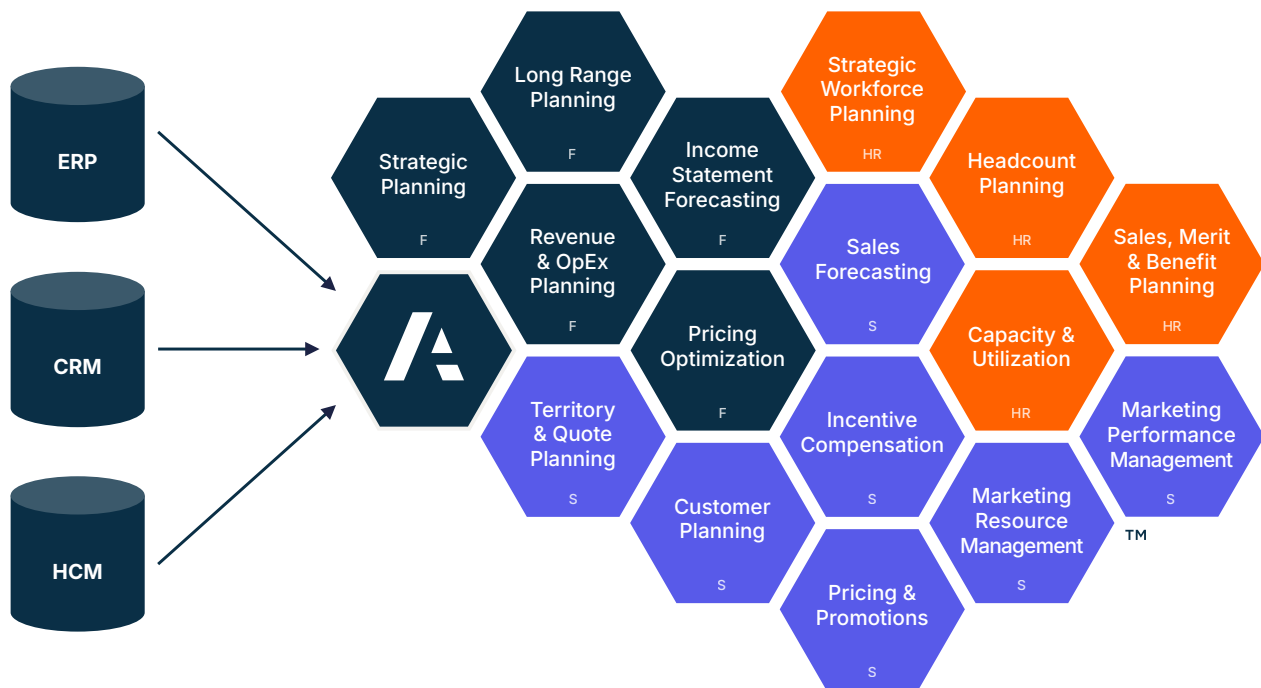 ERP
CRM
HCM
Strategic
Planning
F
Long Range
Planning
F
Revenue
& OpEx
Planning
F
Income
Statement
Forecasting
F
Pricing
Optimization
F
Strategic
Workforce
Planning
HR
Headcount
Planning
HR
Sales, Merit
& Benefit
Planning
HR
Capacity &
Utilization
HR
Sales
Forecasting
S
Territory
& Quote
Planning
S
Customer
Planning
S
Incentive
Compensation
S
Pricing &
Promotions
S
Marketing
Resource
Management
S
Marketing
Performance
Management
S
TM